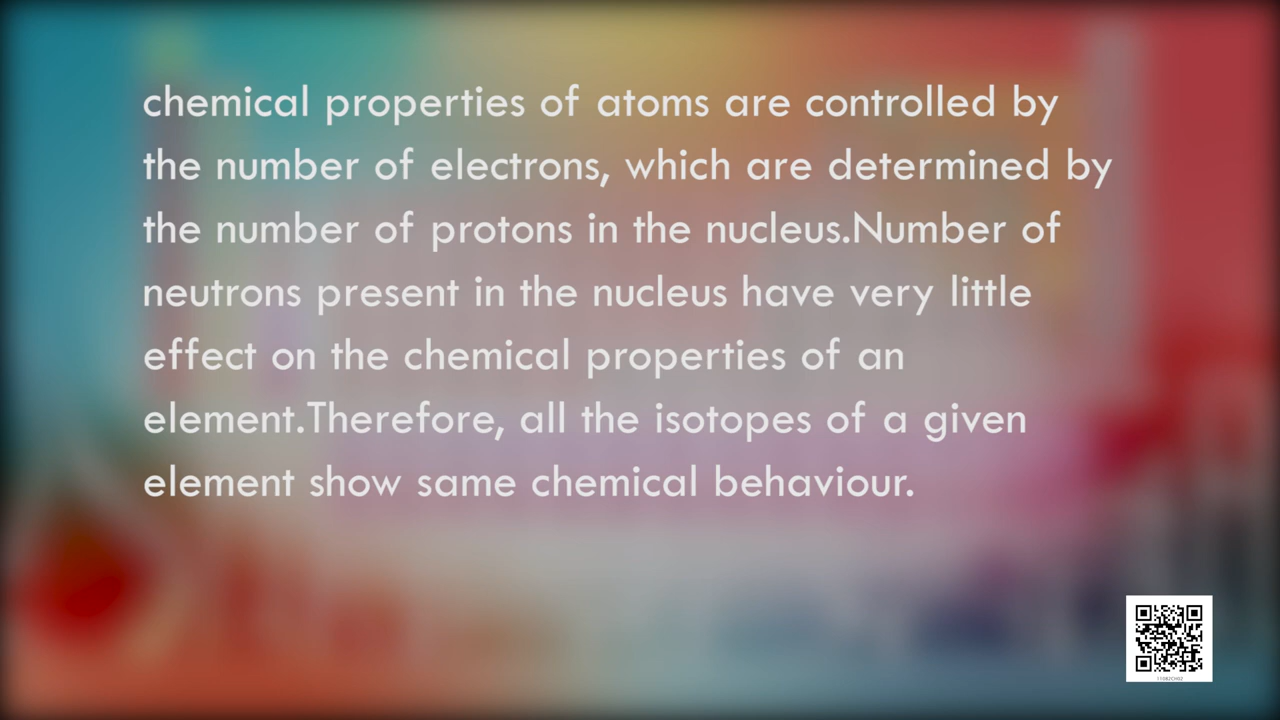 chemical properties of atoms are controlled by
the number of electrons, which are determined by
the number of protons in the nucleus.Number of
neutrons present in the nucleus have very little
effect on the chemical properties of an
element.Therefore, all the isotopes of a given
element show same chemical behaviour.